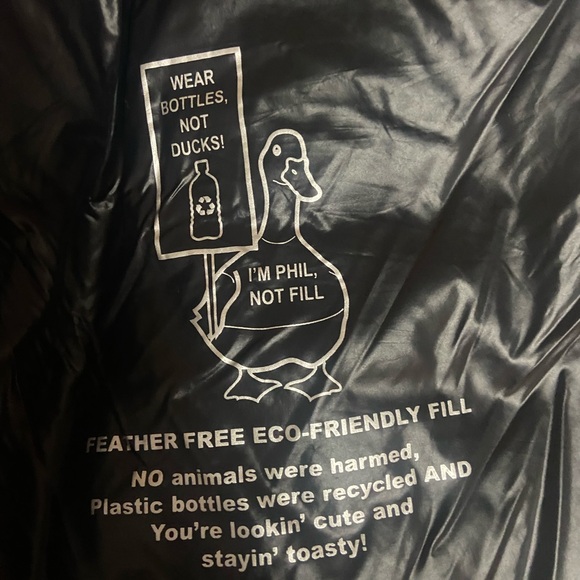 WEAR
BOTTLES,
NOT
DUCKS!
I'M PHIL,
NOT FILL
FEATHER FREE ECO-FRIENDLY FILL
NO animals were harmed,
Plastic bottles were recycled AND
You're lookin' cute and
stayin' toasty!